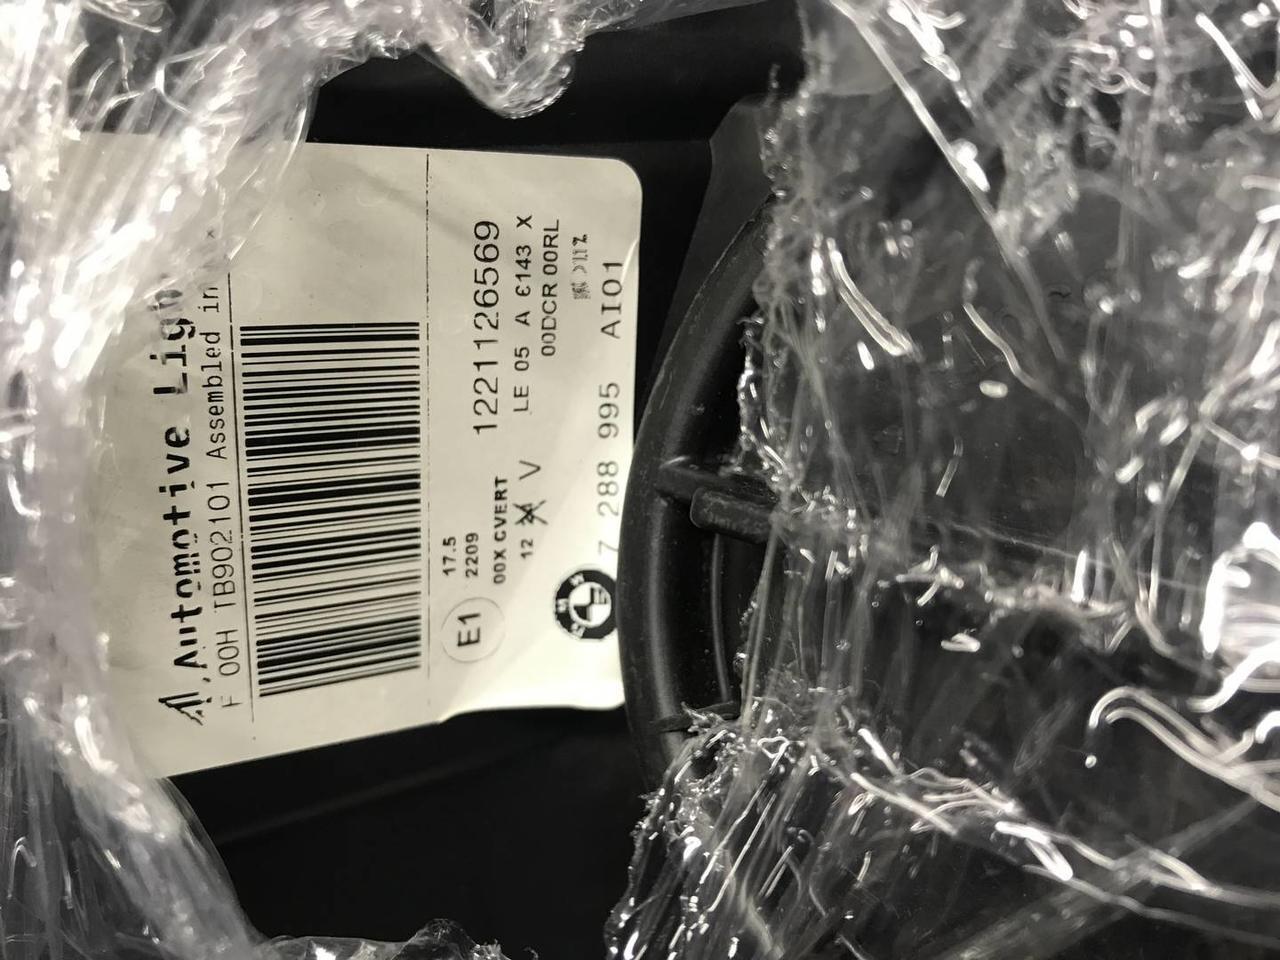 Automotive Ligh
F 00H TB902101 Assembled in
17.5
2209
E1
1221126569
00X CVERT
LE 05 A €143 X
12 V
00DCR 00RL
BMW
7 288 995 AI01